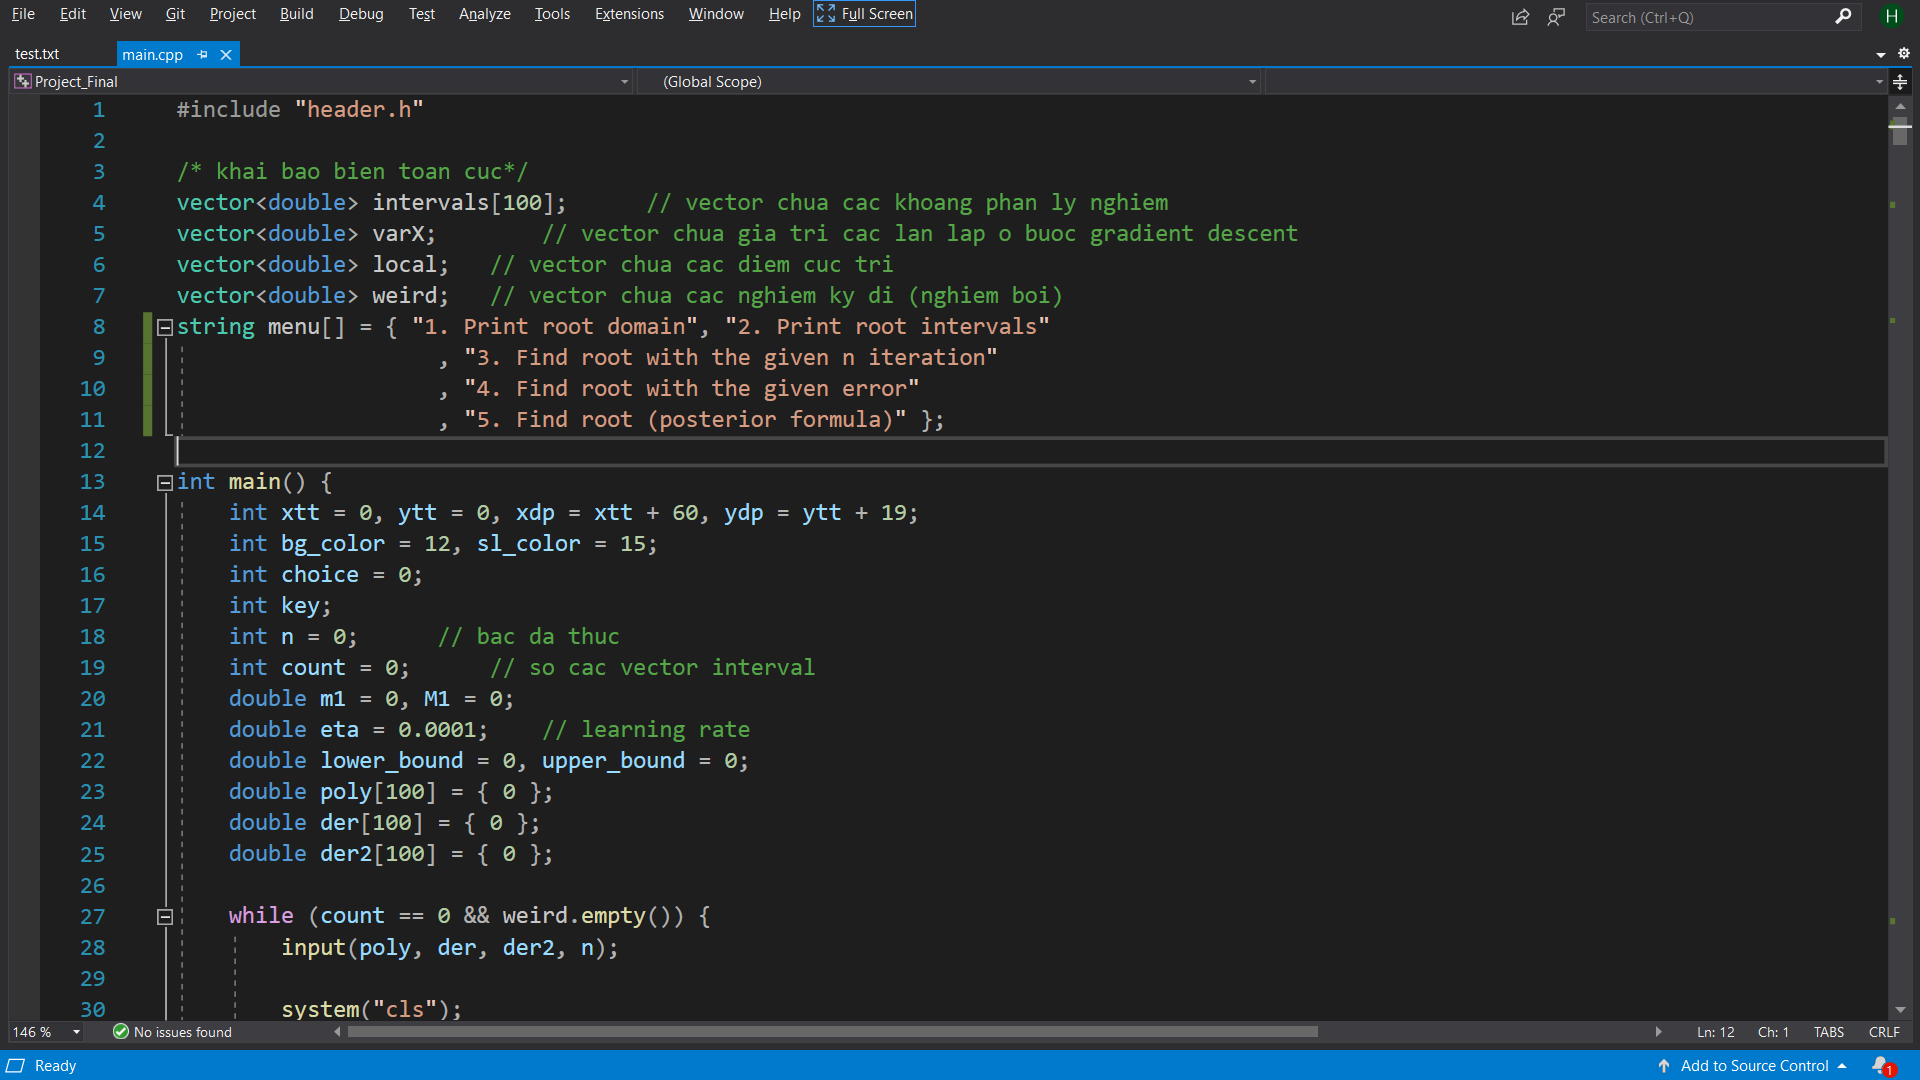 File Edit View Git Project Build Debug Test Analyze Tools Extensions Window Help Full Screen Search (Ctrl+Q) H
test.txt main.cpp
Project_Final (Global Scope)
1 #include "header.h"
2
3 /* khai bao bien toan cuc*/
4 vector<double> intervals[100]; // vector chua cac khoang phan ly nghiem
5 vector<double> varX; // vector chua gia tri cac lan lap o buoc gradient descent
6 vector<double> local; // vector chua cac diem cuc tri
7 vector<double> weird; // vector chua cac nghiem ky di (nghiem boi)
8 string menu[] = { "1. Print root domain", "2. Print root intervals"
9 , "3. Find root with the given n iteration"
10 , "4. Find root with the given error"
11 , "5. Find root (posterior formula)" };
12
13 int main() {
14 int xtt = 0, ytt = 0, xdp = xtt + 60, ydp = ytt + 19;
15 int bg_color = 12, sl_color = 15;
16 int choice = 0;
17 int key;
18 int n = 0; // bac da thuc
19 int count = 0; // so cac vector interval
20 double m1 = 0, M1 = 0;
21 double eta = 0.0001; // learning rate
22 double lower_bound = 0, upper_bound = 0;
23 double poly[100] = { 0 };
24 double der[100] = { 0 };
25 double der2[100] = { 0 };
26
27 while (count == 0 && weird.empty()) {
28 input(poly, der, der2, n);
29
30 system("cls");
146 % No issues found Ln: 12 Ch: 1 TABS CRLF
Ready Add to Source Control 1